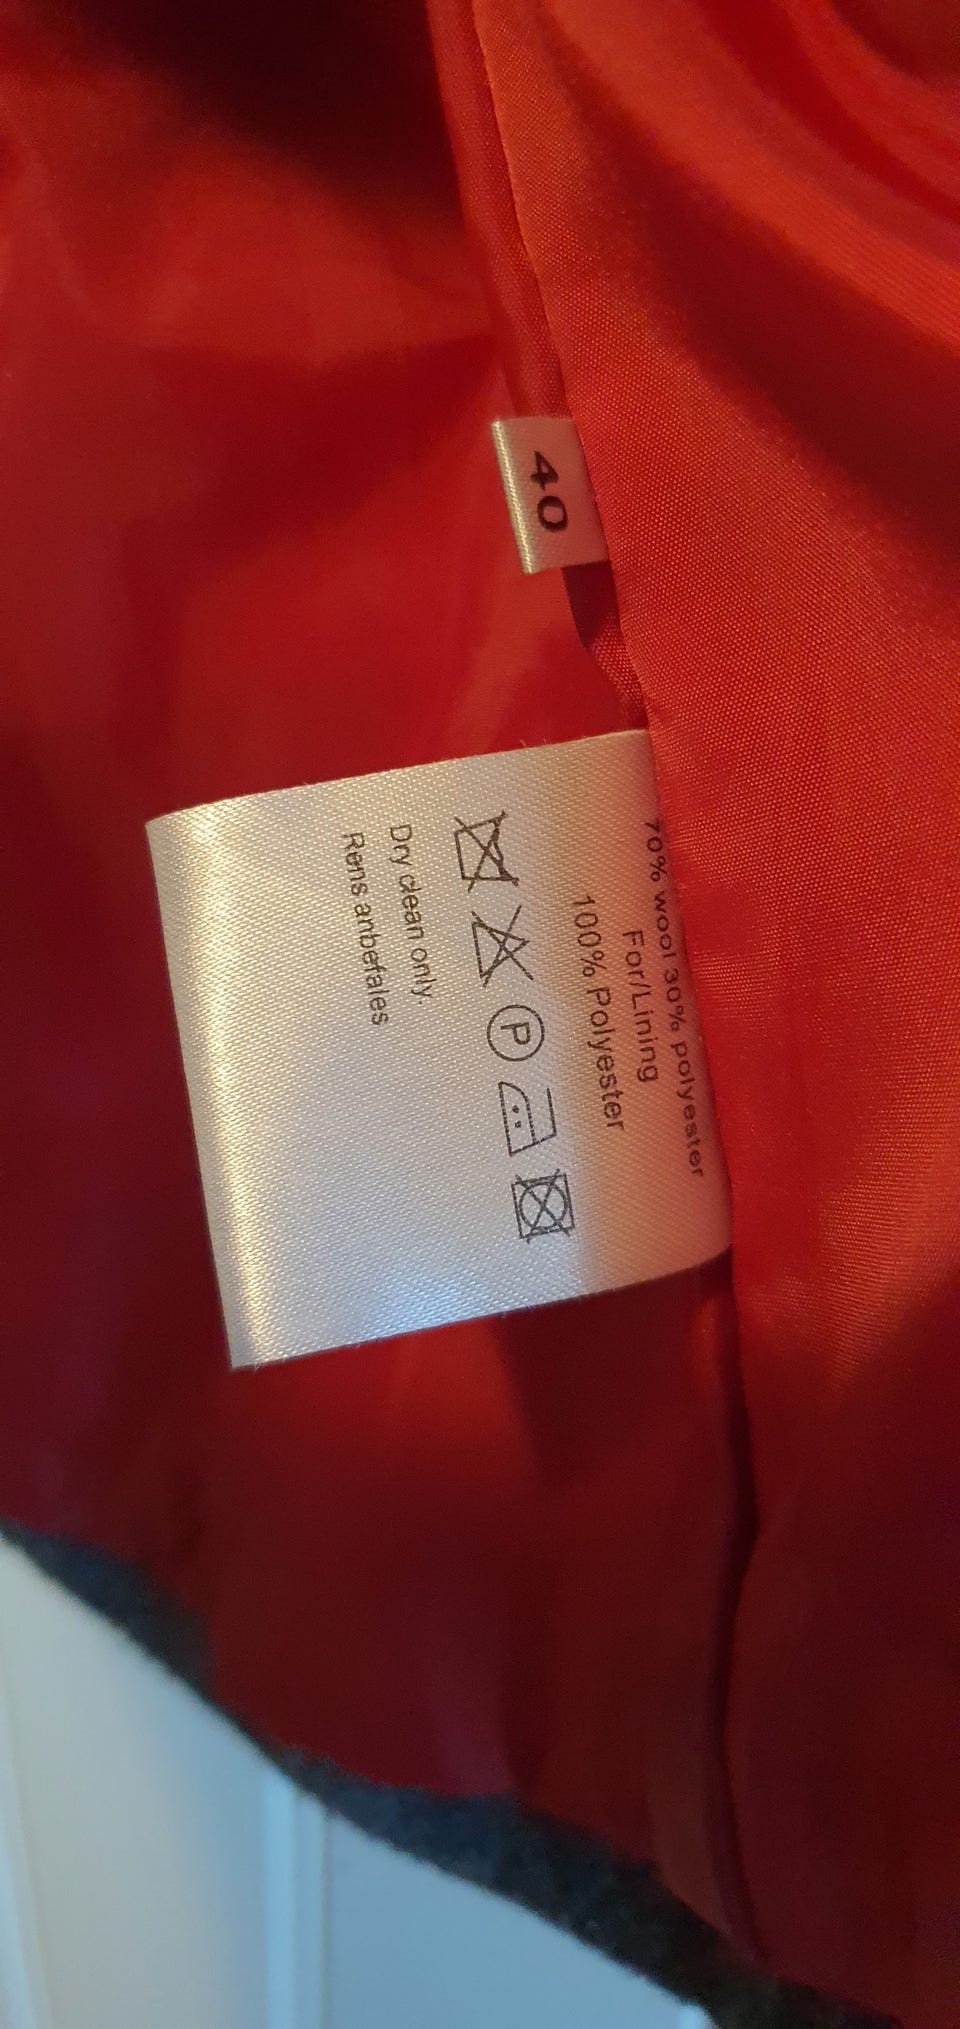 40
70% wool 30% polyester
For/Lining
100% Polyester
P
Dry clean only.
Rens anbefales